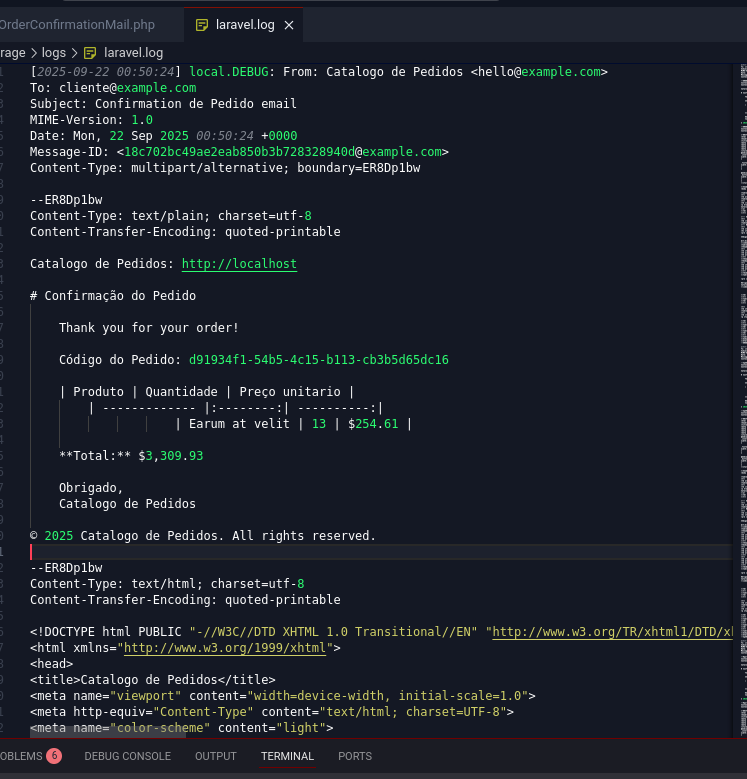 OrderConfirmationMail.php
laravel.log
rage > logs > laravel.log
[2025-09-22 00:50:24] local.DEBUG: From: Catalogo de Pedidos <hello@example.com>
To: cliente@example.com
Subject: Confirmation de Pedido email
MIME-Version: 1.0
Date: Mon, 22 Sep 2025 00:50:24 +0000
Message-ID: <18c702bc49ae2eab850b3b728328940d@example.com>
Content-Type: multipart/alternative; boundary=ER8Dp1bw
--ER8Dp1bw
Content-Type: text/plain; charset=utf-8
Content-Transfer-Encoding: quoted-printable
Catalogo de Pedidos: http://localhost
# Confirmação do Pedido
Thank you for your order!
Código do Pedido: d91934f1-54b5-4c15-b113-cb3b5d65dc16
| Produto | Quantidade | Preço unitario |
| ------------- |:--------:| ----------:|
| Earum at velit | 13 | $254.61 |
**Total:** $3,309.93
Obrigado,
Catalogo de Pedidos
© 2025 Catalogo de Pedidos. All rights reserved.
--ER8Dp1bw
Content-Type: text/html; charset=utf-8
Content-Transfer-Encoding: quoted-printable
<!DOCTYPE html PUBLIC "-//W3C//DTD XHTML 1.0 Transitional//EN" "http://www.w3.org/TR/xhtml1/DTD/xl
<html xmlns="http://www.w3.org/1999/xhtml">
<head>
<title>Catalogo de Pedidos</title>
<meta name="viewport" content="width=device-width, initial-scale=1.0">
<meta http-equiv="Content-Type" content="text/html; charset=UTF-8">
<meta name="color-scheme" content="light">
OBLEMS 6 DEBUG CONSOLE OUTPUT TERMINAL PORTS